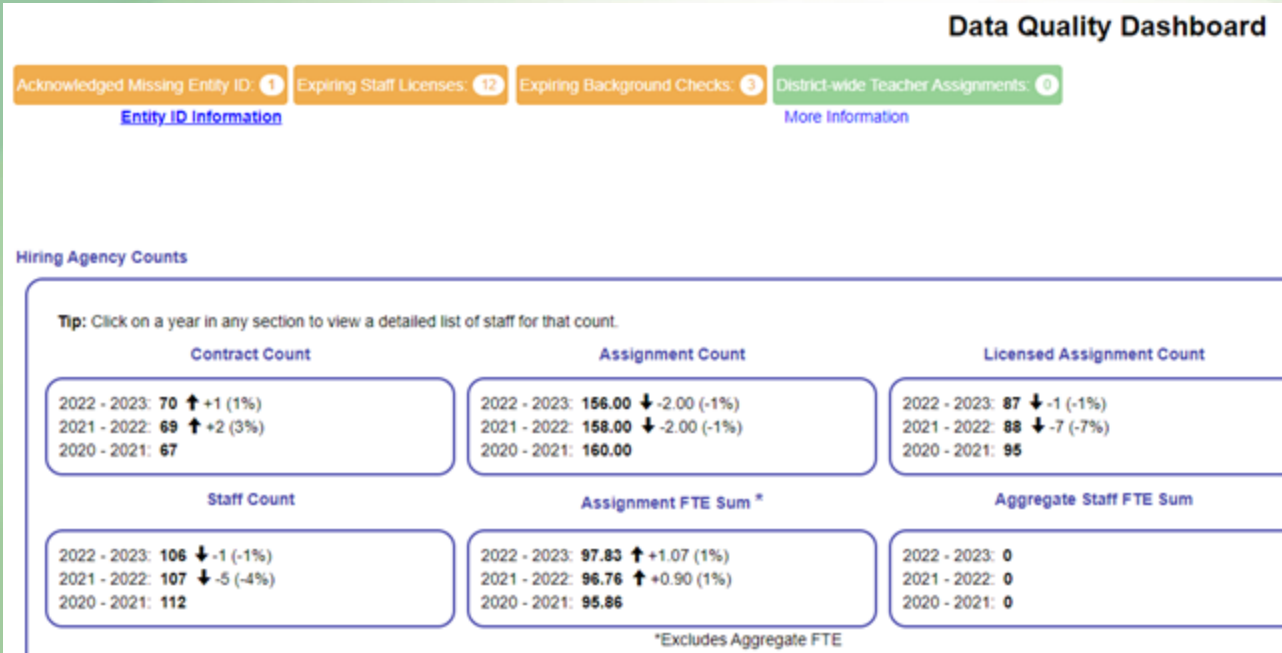 Data Quality Dashboard
Acknowledged Missing Entity ID: 1 Expiring Staff Licenses: 12 Expiring Background Checks: 3 District-wide Teacher Assignments: 0
Entity ID Information More Information
Hiring Agency Counts
Tip: Click on a year in any section to view a detailed list of staff for that count.
Contract Count
2022 - 2023: 70 ⬆ +1 (1%)
2021 - 2022: 69 ⬆ +2 (3%)
2020 - 2021: 67
Assignment Count
2022 - 2023: 156.00 ⬇ -2.00 (-1%)
2021 - 2022: 158.00 ⬇ -2.00 (-1%)
2020 - 2021: 160.00
Licensed Assignment Count
2022 - 2023: 87 ⬇ -1 (-1%)
2021 - 2022: 88 ⬇ -7 (-7%)
2020 - 2021: 95
Staff Count
2022 - 2023: 106 ⬇ -1 (-1%)
2021 - 2022: 107 ⬇ -5 (-4%)
2020 - 2021: 112
Assignment FTE Sum *
2022 - 2023: 97.83 ⬆ +1.07 (1%)
2021 - 2022: 96.76 ⬆ +0.90 (1%)
2020 - 2021: 95.86
*Excludes Aggregate FTE
Aggregate Staff FTE Sum
2022 - 2023: 0
2021 - 2022: 0
2020 - 2021: 0